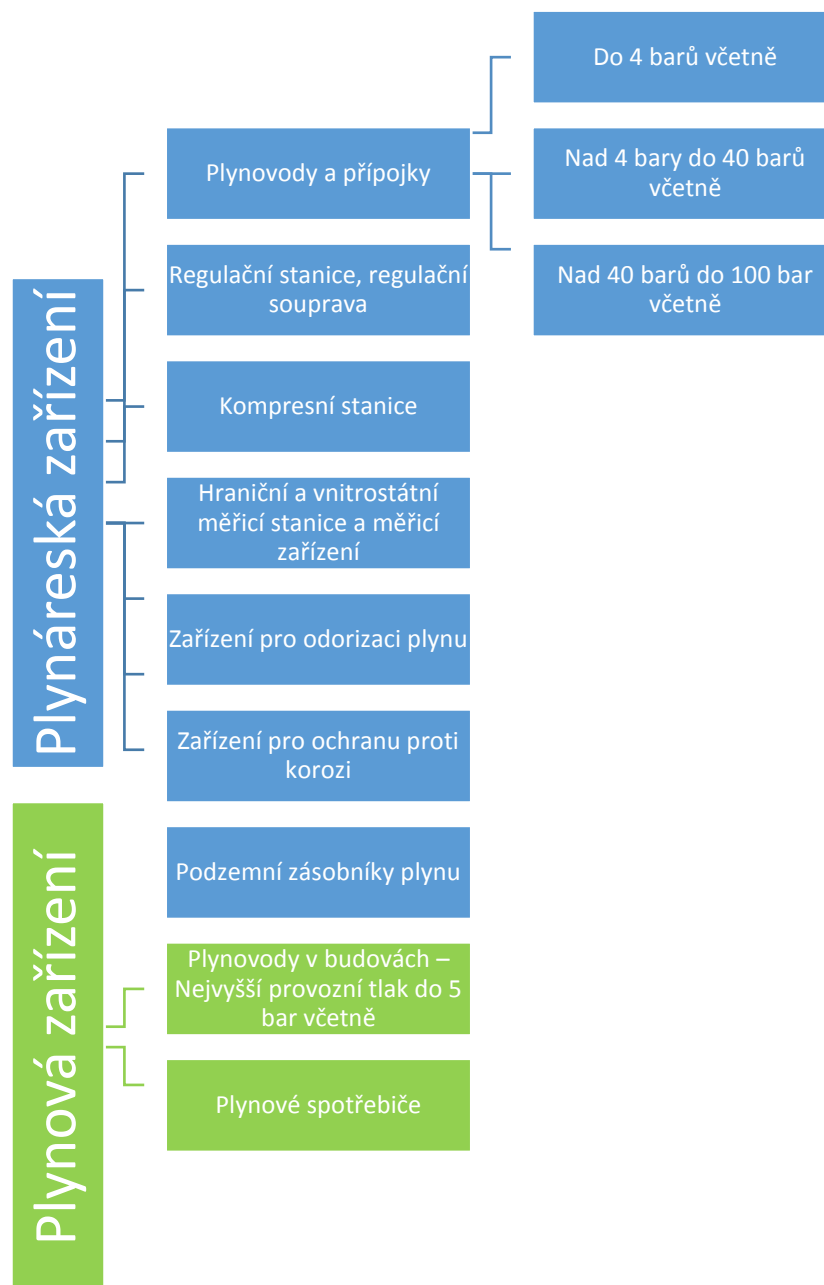 Plynáreská zařízení
Plynovody a přípojky
Do 4 barů včetně
Nad 4 bary do 40 barů
včetně
Nad 40 barů do 100 bar
včetně
Regulační stanice, regulační
souprava
Kompresní stanice
Hraniční a vnitrostátní
měřicí stanice a měřicí
zařízení
Zařízení pro odorizaci plynu
Zařízení pro ochranu proti
korozi
Podzemní zásobníky plynu
Plynová zařízení
Plynovody v budovách –
Nejvyšší provozní tlak do 5
bar včetně
Plynové spotřebiče